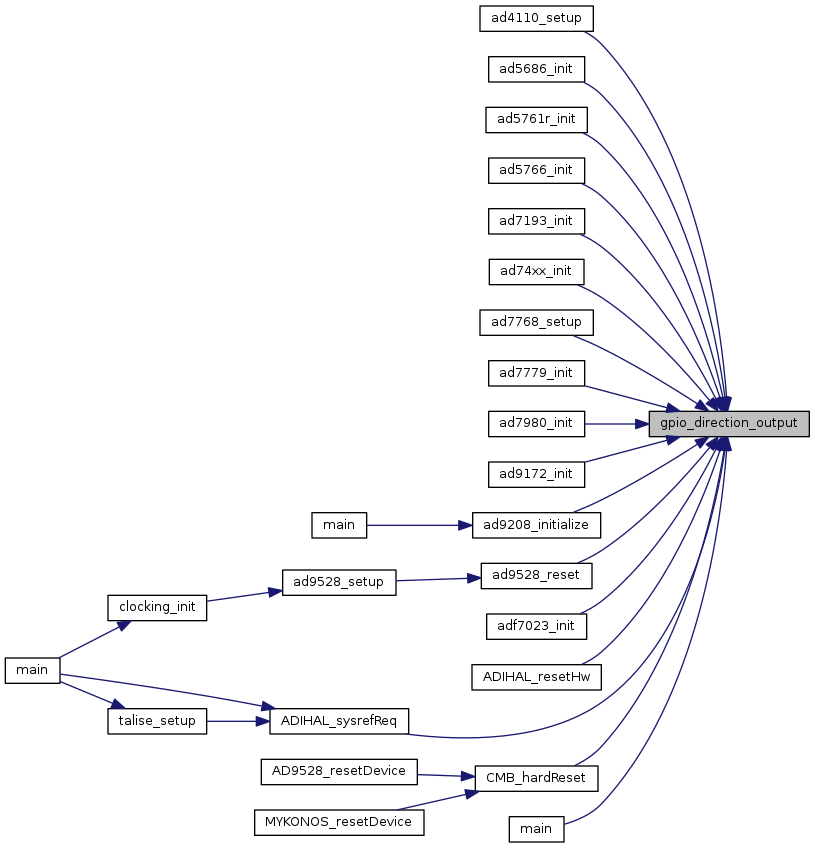 ad4110_setup
ad5686_init
ad5761r_init
ad5766_init
ad7193_init
ad74xx_init
ad7768_setup
ad7779_init
gpio_direction_output
ad7980_init
ad9172_init
main
ad9208_initialize
ad9528_setup
ad9528_reset
clocking_init
adf7023_init
main
ADIHAL_resetHw
talise_setup
ADIHAL_sysrefReq
AD9528_resetDevice
CMB_hardReset
MYKONOS_resetDevice
main